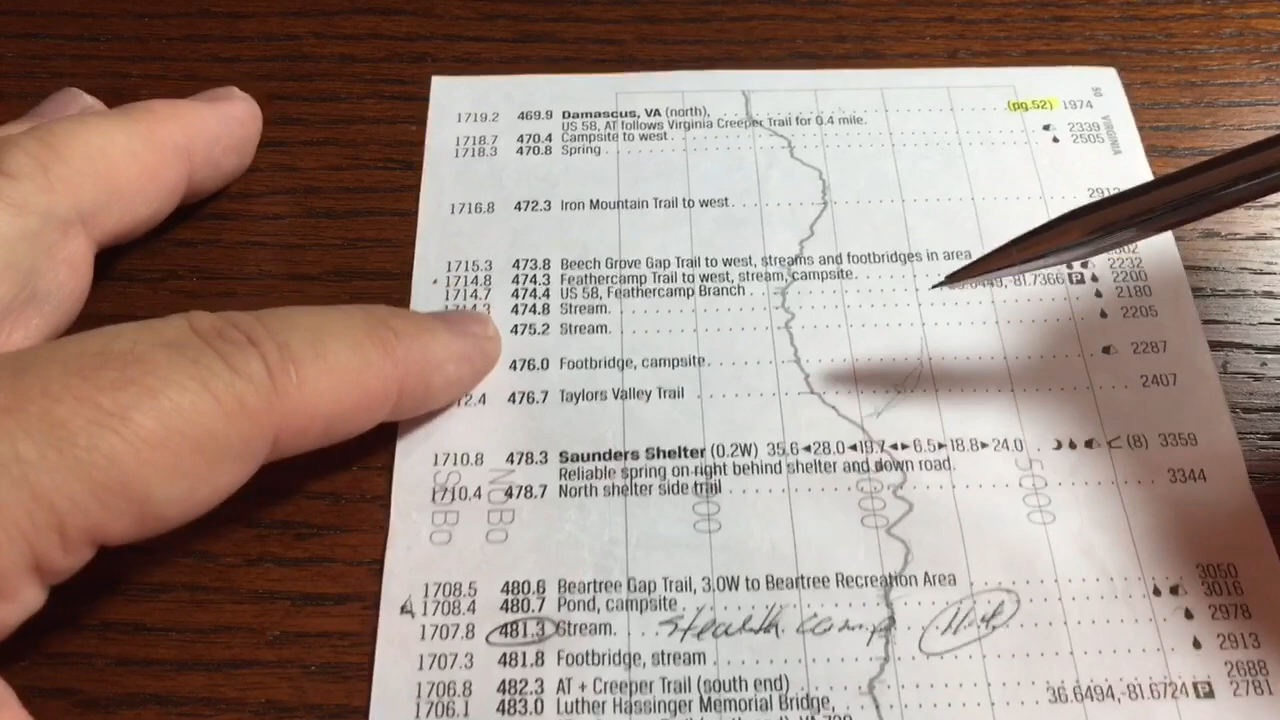 1719.2 469.9 Damascus, VA (north), (pg.52) 1974
US 58, AT follows Virginia Creeper Trail for 0.4 mile.
1718.7 470.4 Campsite to west 2339
1718.3 470.8 Spring 2505
50 VIRGINIA
1716.8 472.3 Iron Mountain Trail to west
1715.3 473.8 Beech Grove Gap Trail to west, streams and footbridges in area
1714.8 474.3 Feathercamp Trail to west, stream, campsite 2232
1714.7 474.4 US 58, Feathercamp Branch -81.7366 P 2200
474.8 Stream 2180
475.2 Stream 2205
476.0 Footbridge, campsite 2287
2.4 476.7 Taylors Valley Trail 2407
1710.8 478.3 Saunders Shelter (0.2W) 35.6◄28.0◄19.7◄►6.5►18.8►24.0 (8) 3359
Reliable spring on right behind shelter and down road.
1710.4 478.7 North shelter side trail 3344
SOBO NOBO 5000
1708.5 480.6 Beartree Gap Trail, 3.0W to Beartree Recreation Area 3050
1708.4 480.7 Pond, campsite 3016
1707.8 481.3 Stream. Stealth camp 2978
1707.3 481.8 Footbridge, stream 2913
1706.8 482.3 AT + Creeper Trail (south end) 2688
1706.1 483.0 Luther Hassinger Memorial Bridge, 36.6494,-81.6724 P 2781